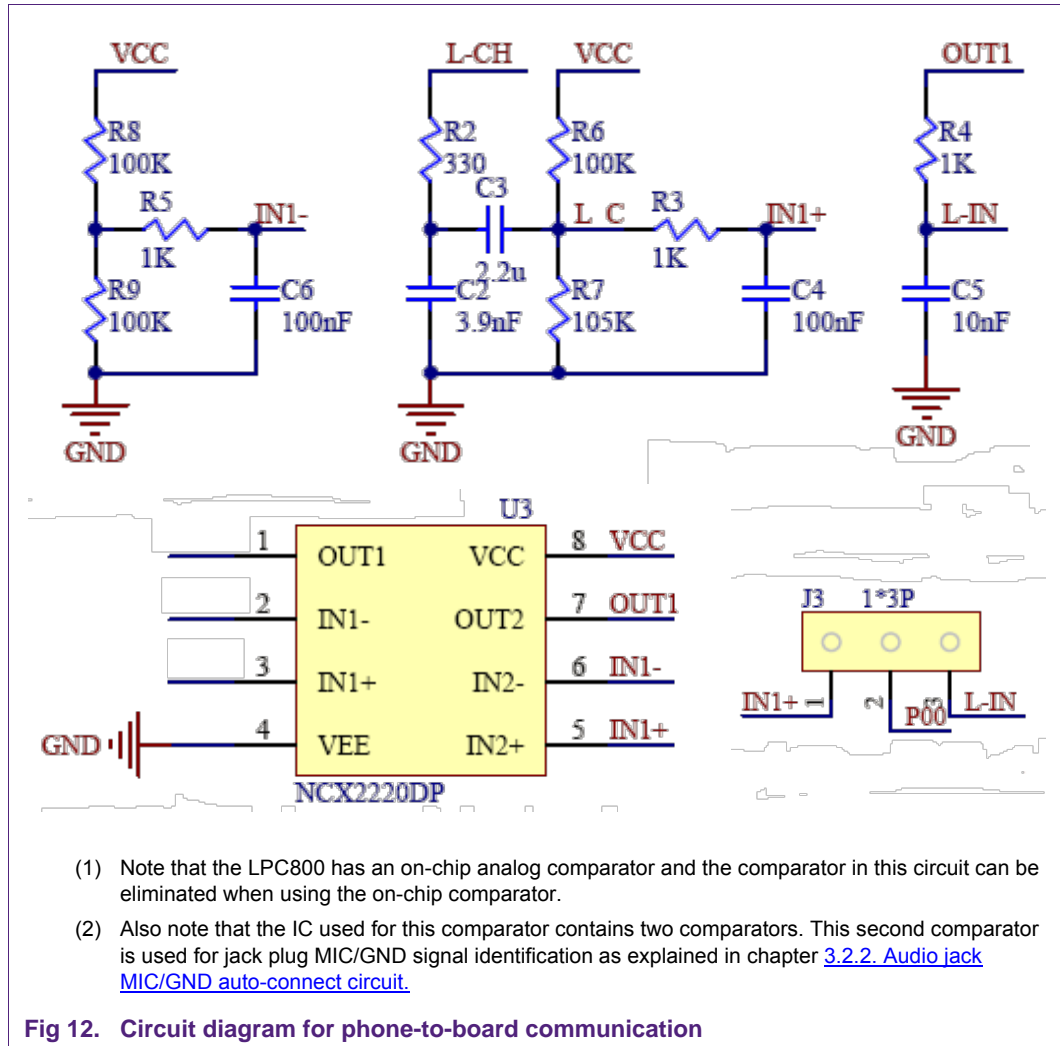 VCC L-CH VCC OUT1
R8 R2 R6 R4
100K 330 100K 1K
C3
R5 IN1- L C R3 IN1+ L-IN
1K 2.2u 1K
R9 C6 C2 R7 C4 C5
100K 100nF 3.9nF 105K 100nF 10nF
GND GND GND
U3
1 OUT1 VCC 8 VCC
2 IN1- OUT2 7 OUT1
3 IN1+ IN2- 6 IN1-
GND 4 VEE IN2+ 5 IN1+
NCX2220DP
J3 1*3P
IN1+ 1 2 P00 3 L-IN
(1) Note that the LPC800 has an on-chip analog comparator and the comparator in this circuit can be
eliminated when using the on-chip comparator.
(2) Also note that the IC used for this comparator contains two comparators. This second comparator
is used for jack plug MIC/GND signal identification as explained in chapter 3.2.2. Audio jack
MIC/GND auto-connect circuit.
Fig 12. Circuit diagram for phone-to-board communication